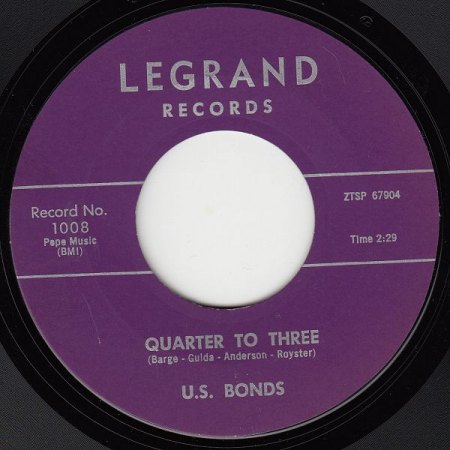 LEGRAND
RECORDS
Record No.
1008
Pepe Music
(BMI)
ZTSP 67904
Time 2:29
QUARTER TO THREE
(Barge - Guida - Anderson - Royster)
U.S. BONDS